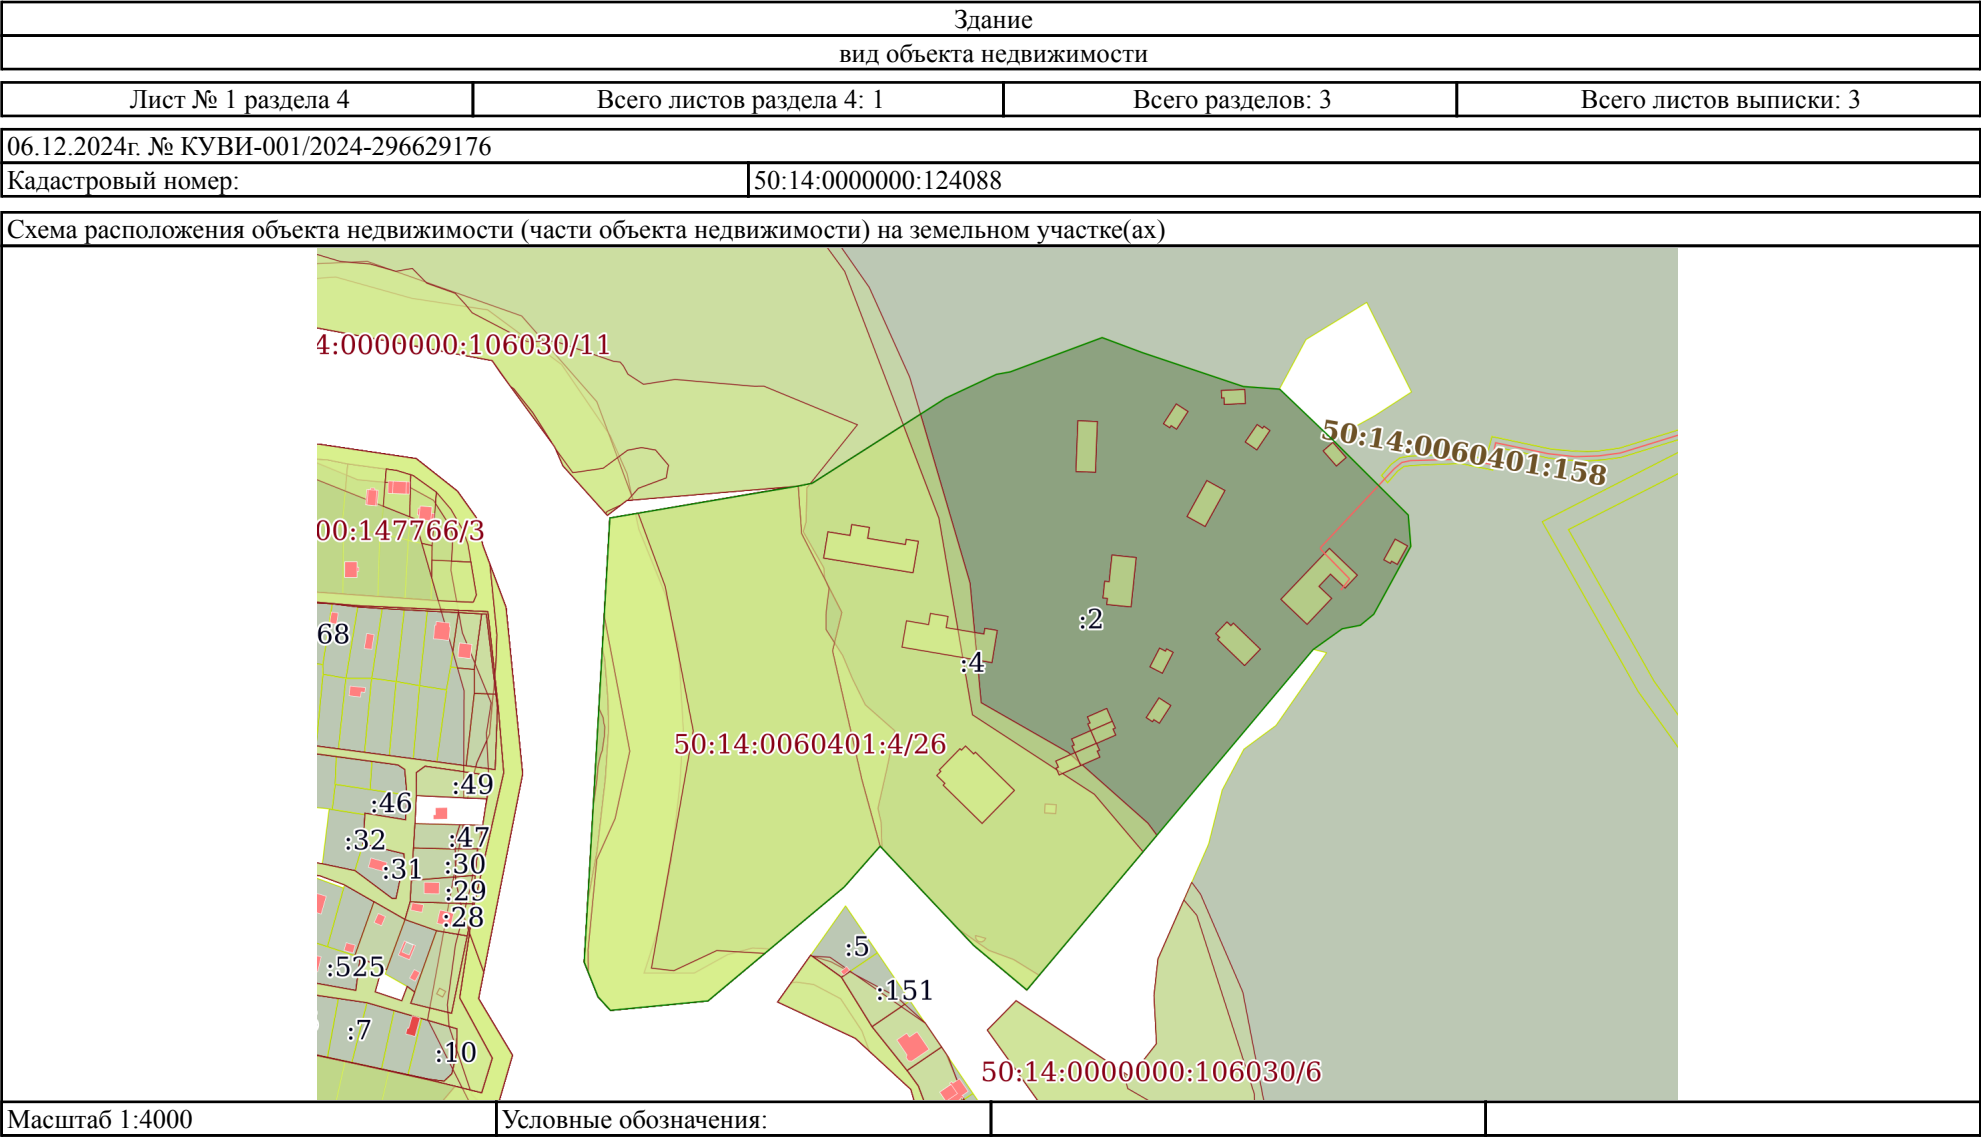 Здание
вид объекта недвижимости
Лист № 1 раздела 4
Всего листов раздела 4: 1
Всего разделов: 3
Всего листов выписки: 3
06.12.2024г. № КУВИ-001/2024-296629176
Кадастровый номер:
50:14:0000000:124088
Схема расположения объекта недвижимости (части объекта недвижимости) на земельном участке(ах)
4:0000000:106030/11
50:14:0060401:158
00:147766/3
:2
68
:4
50:14:0060401:4/26
:49
:46
:47
:32
:30
:31
:29
:28
:5
:525
:151
:7
:10
50:14:0000000:106030/6
Масштаб 1:4000
Условные обозначения: